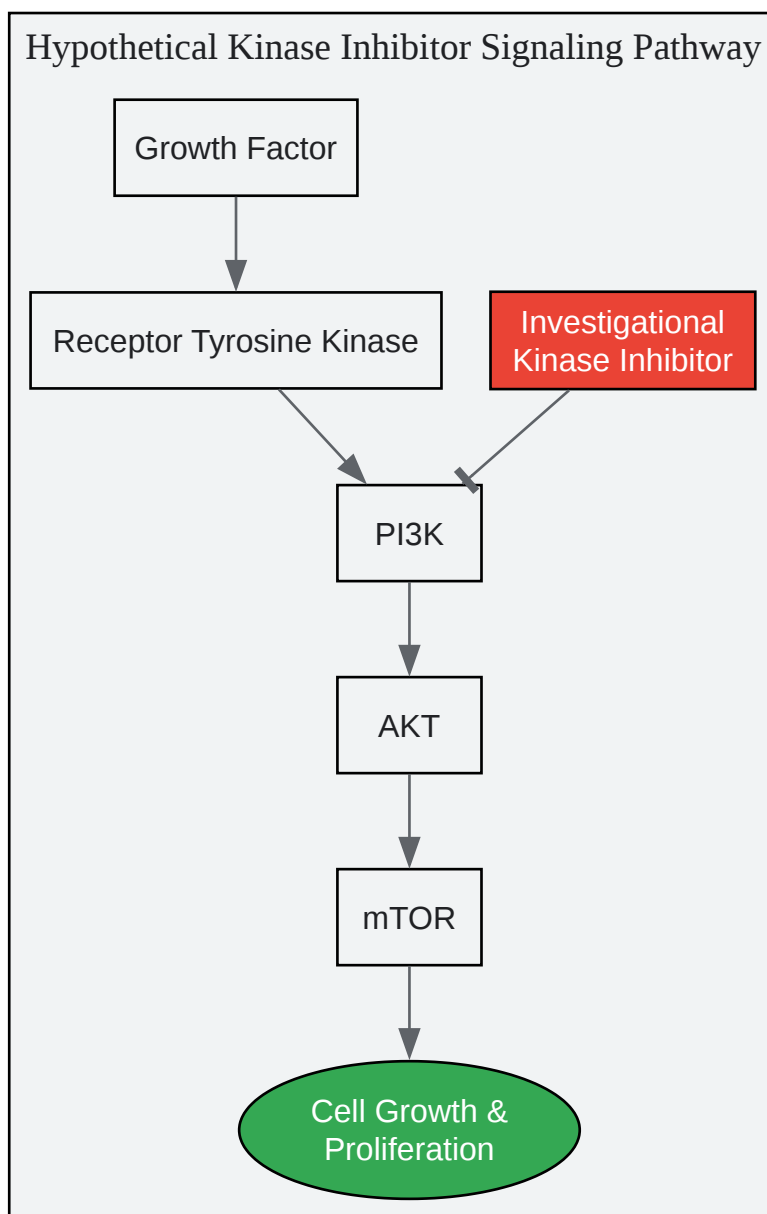 Hypothetical Kinase Inhibitor Signaling Pathway
Growth Factor
Receptor Tyrosine Kinase
Investigational
Kinase Inhibitor
PI3K
AKT
mTOR
Cell Growth &
Proliferation